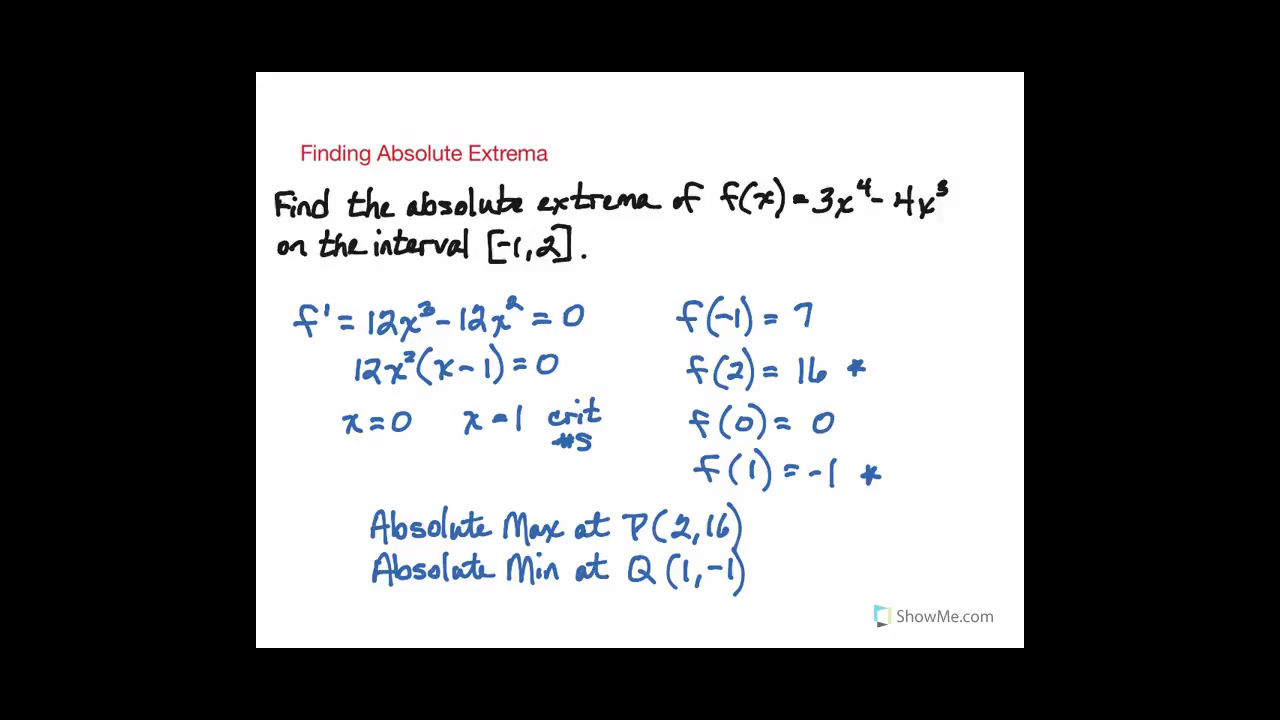 Finding Absolute Extrema
Find the absolute extrema of f(x) = 3x⁴ - 4x³
on the interval [-1, 2].
f' = 12x³ - 12x² = 0
12x²(x - 1) = 0
x = 0 x = 1 crit
#s
f(-1) = 7
f(2) = 16 *
f(0) = 0
f(1) = -1 *
Absolute Max at P(2, 16)
Absolute Min at Q(1, -1)
ShowMe.com